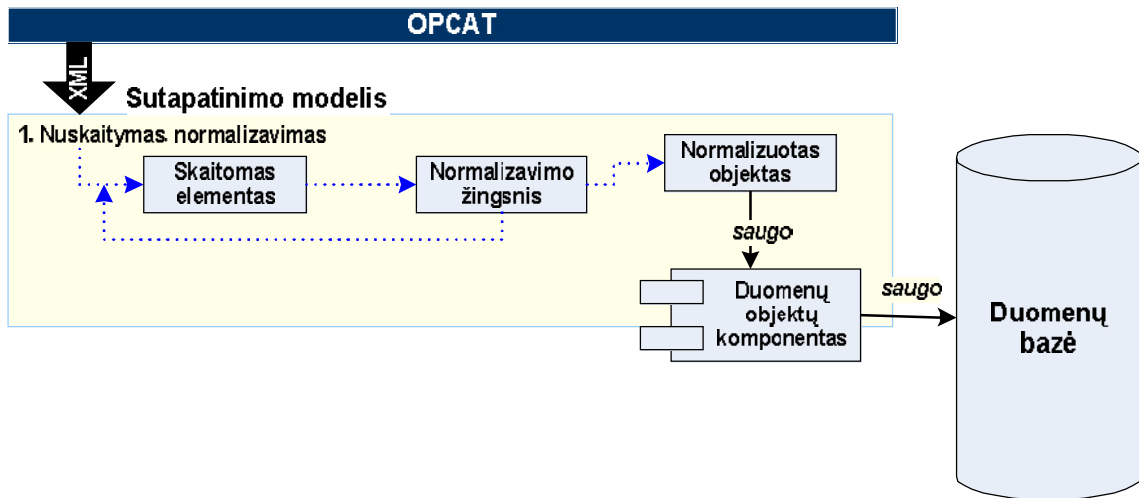 OPCAT
XML
Sutapatinimo modelis
1. Nuskaitymas. normalizavimas
Skaitomas
elementas
Normalizavimo
žingsnis
Normalizuotas
objektas
saugo
Duomenų
objektų
komponentas
saugo
Duomenų
bazė